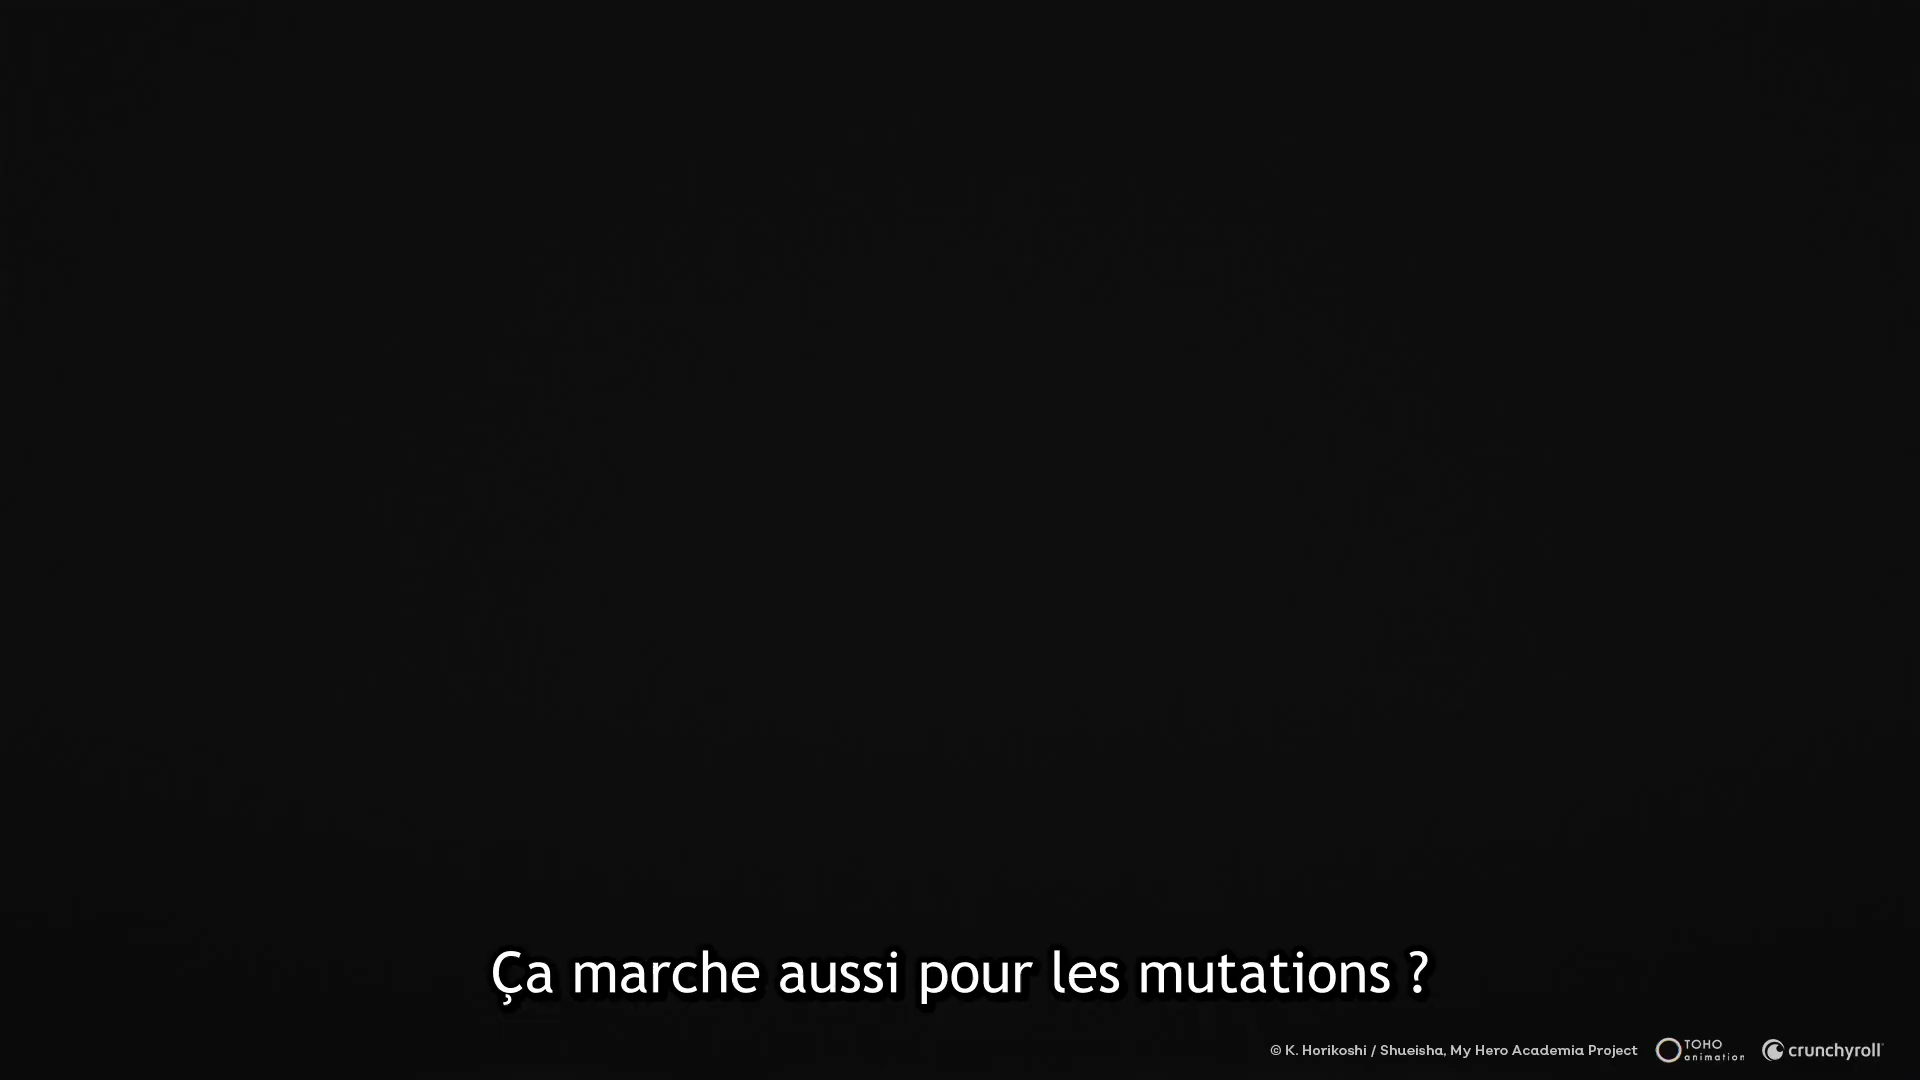 Ça marche aussi pour les mutations ?
© K. Horikoshi / Shueisha, My Hero Academia Project
TOHO
animation
crunchyroll